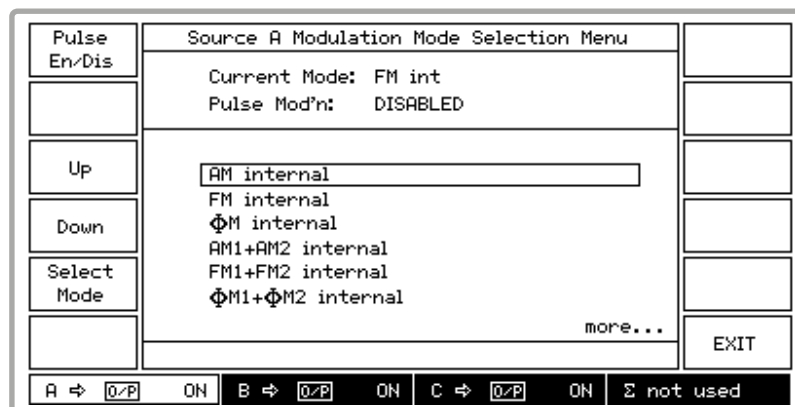 Pulse
En/Dis
Up
Down
Select
Mode
Source A Modulation Mode Selection Menu
Current Mode: FM int
Pulse Mod'n: DISABLED
AM internal
FM internal
ΦM internal
AM1+AM2 internal
FM1+FM2 internal
ΦM1+ΦM2 internal
more...
EXIT
A ⇨ O/P ON B ⇨ O/P ON C ⇨ O/P ON Σ not used